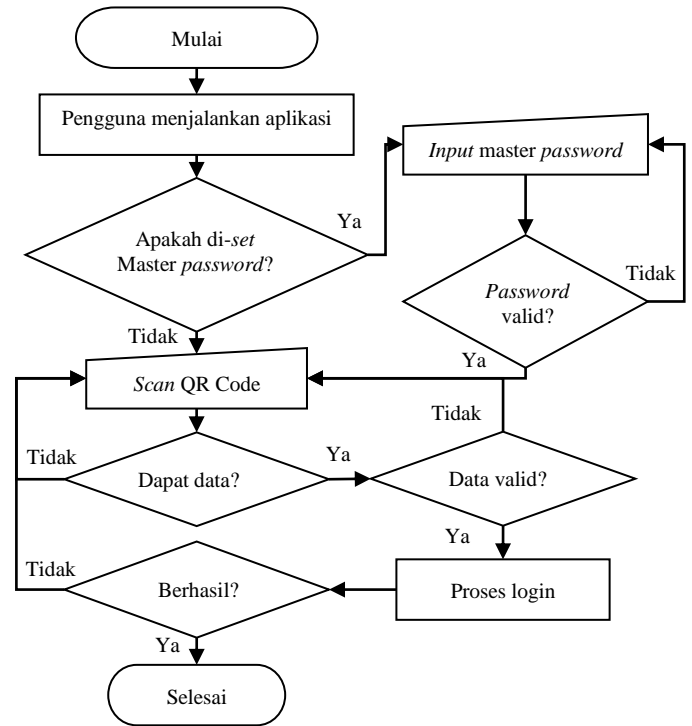 Mulai
Pengguna menjalankan aplikasi
Input master password
Ya
Apakah di-set
Master password?
Tidak
Password
valid?
Tidak
Ya
Scan QR Code
Tidak
Tidak
Dapat data?
Ya
Data valid?
Ya
Tidak
Berhasil?
Proses login
Ya
Selesai